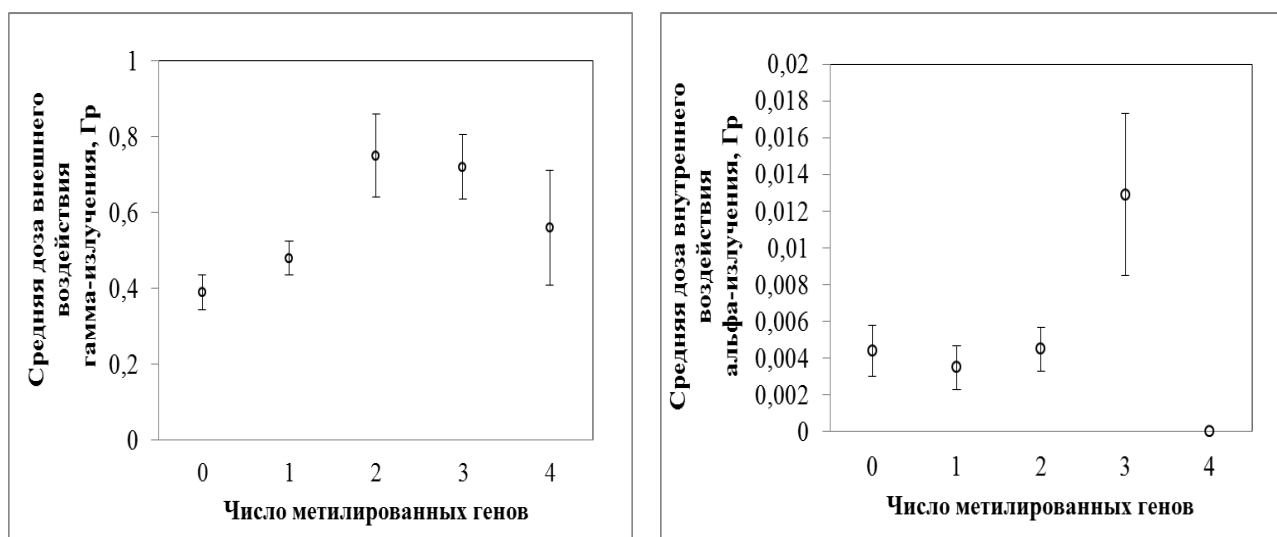 Средняя доза внешнего
воздействия
гамма-излучения, Гр
1
0,8
0,6
0,4
0,2
0
0 1 2 3 4
Число метилированных генов
Средняя доза внутреннего
воздействия
альфа-излучения, Гр
0,02
0,018
0,016
0,014
0,012
0,01
0,008
0,006
0,004
0,002
0
0 1 2 3 4
Число метилированных генов